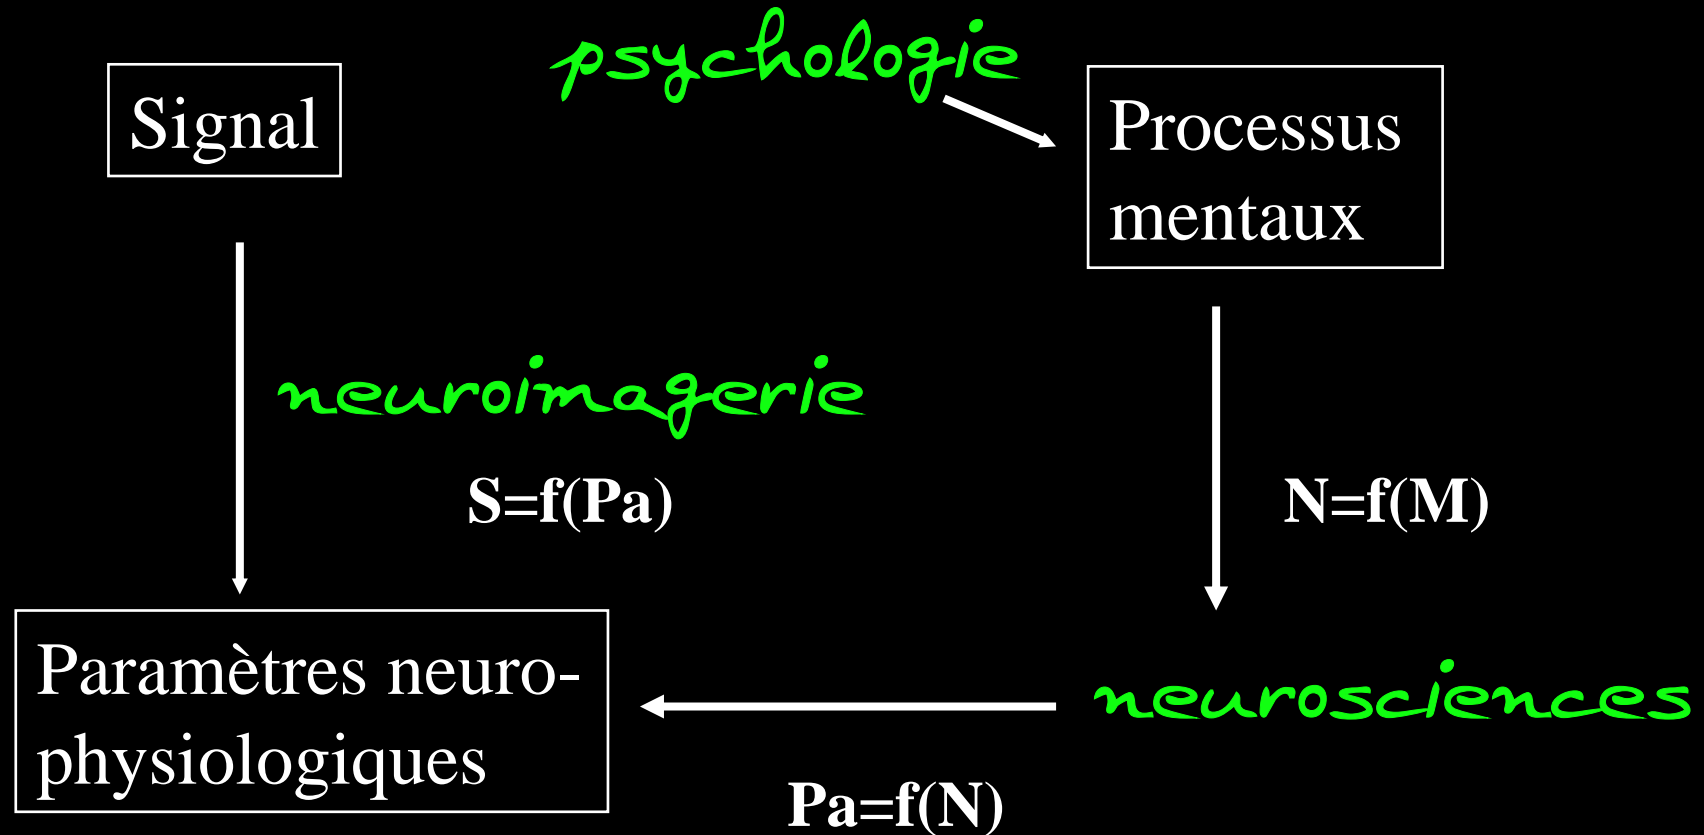 psychologie
Signal
Processus
mentaux
neuroimagerie
S=f(Pa)
N=f(M)
Paramètres neuro-
physiologiques
neurosciences
Pa=f(N)